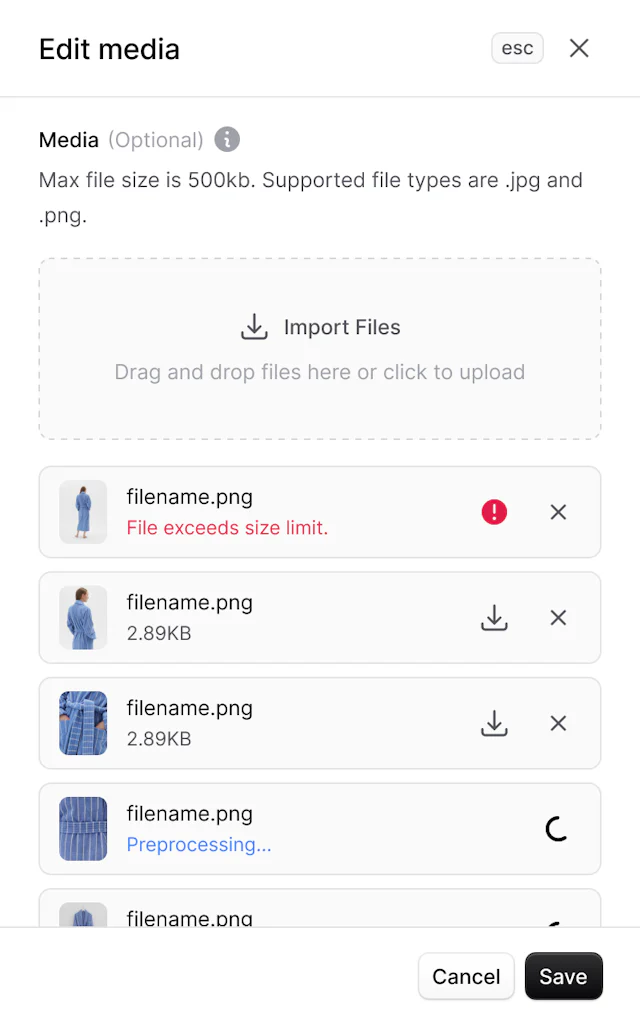 Edit media
esc
Media (Optional)
Max file size is 500kb. Supported file types are .jpg and
.png.
Import Files
Drag and drop files here or click to upload
filename.png
File exceeds size limit.
filename.png
2.89KB
filename.png
2.89KB
filename.png
Preprocessing...
filename.png
Cancel
Save